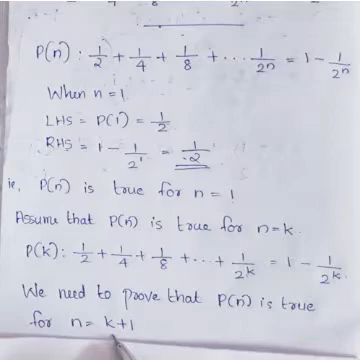 P(n) : 1/2 + 1/4 + 1/8 + ... 1/2ⁿ = 1 - 1/2ⁿ
When n = 1
LHS = P(1) = 1/2
RHS = 1 - 1/2¹ = 1/2
ie, P(n) is true for n = 1
Assume that P(n) is true for n=k.
P(k) : 1/2 + 1/4 + 1/8 + ... + 1/2ᵏ = 1 - 1/2ᵏ.
We need to prove that P(n) is true
for n = k+1